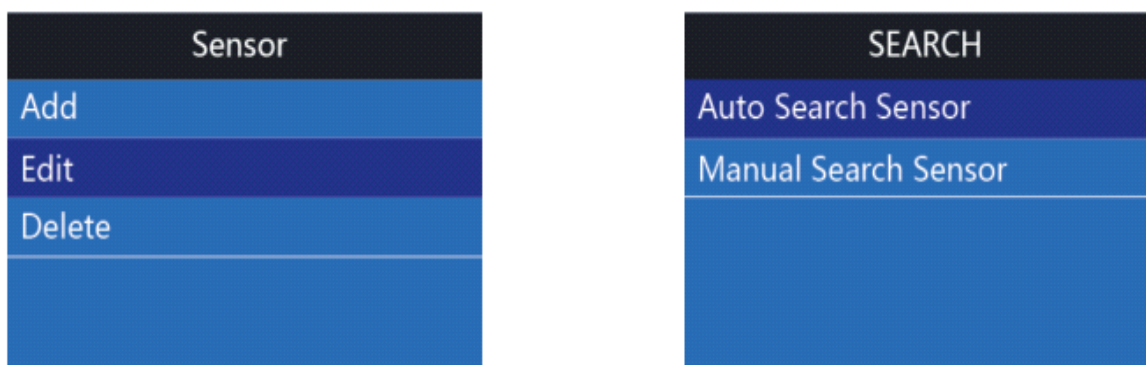 Sensor
Add
Edit
Delete
SEARCH
Auto Search Sensor
Manual Search Sensor